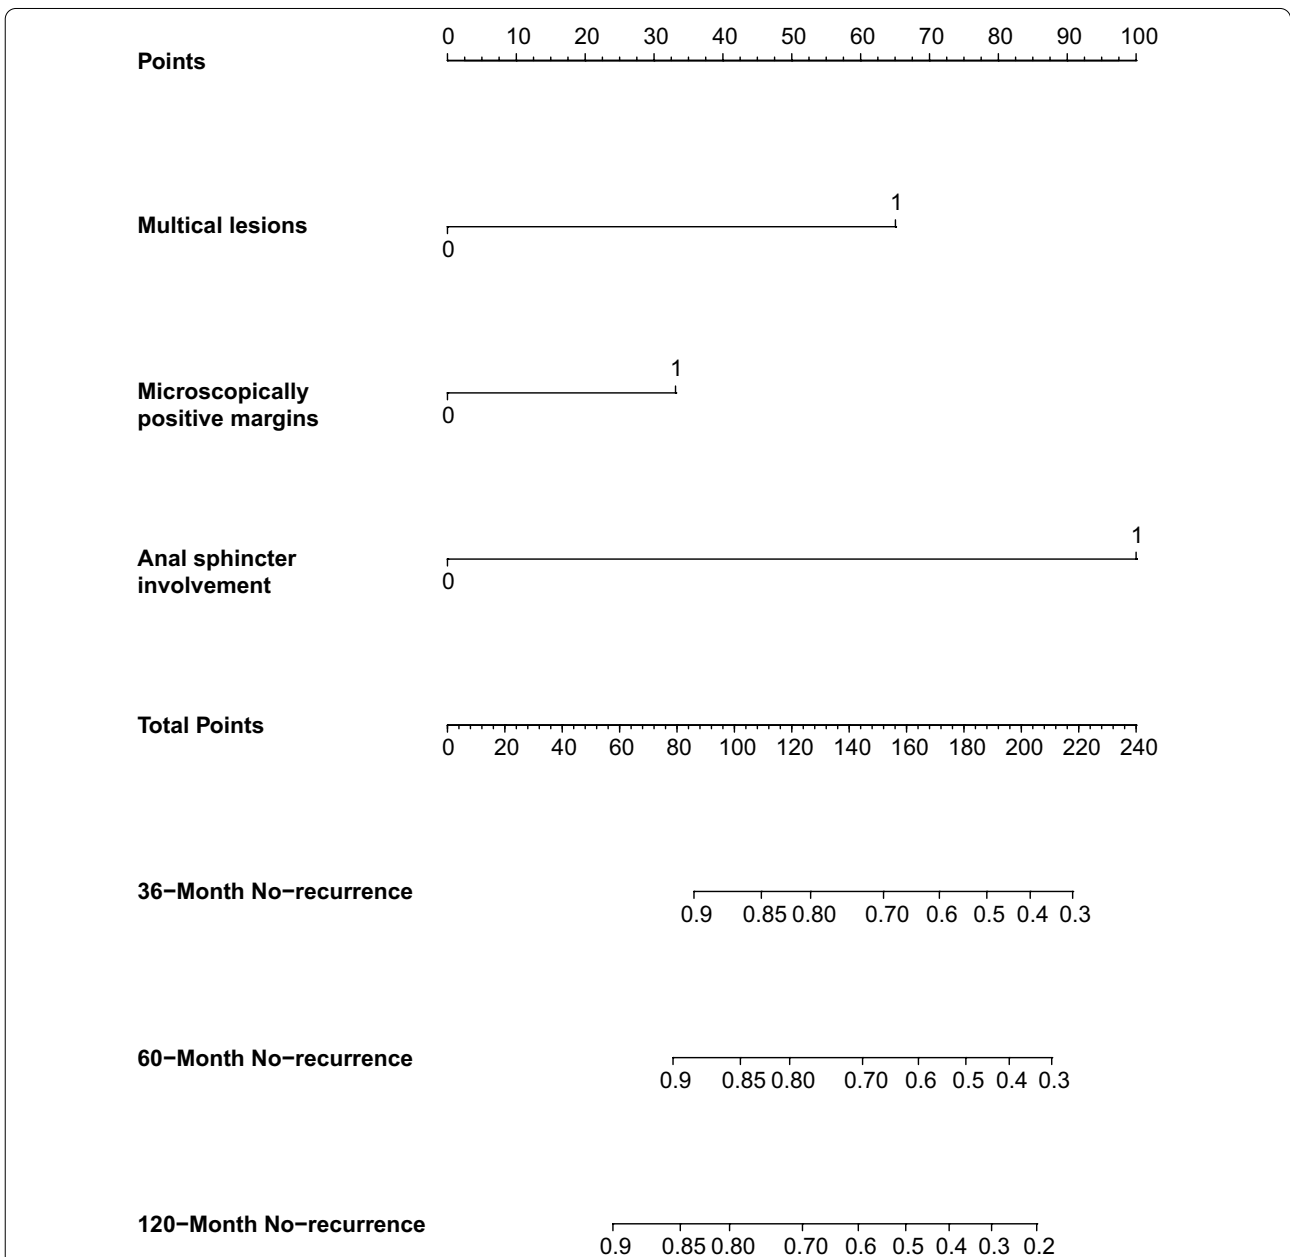 0 10 20 30 40 50 60 70 80 90 100
Points
1
Multical lesions
0
1
Microscopically
positive margins
0
1
Anal sphincter
involvement
0
Total Points
0 20 40 60 80 100 120 140 160 180 200 220 240
36−Month No−recurrence
0.9 0.85 0.80 0.70 0.6 0.5 0.4 0.3
60−Month No−recurrence
0.9 0.85 0.80 0.70 0.6 0.5 0.4 0.3
120−Month No−recurrence
0.9 0.85 0.80 0.70 0.6 0.5 0.4 0.3 0.2